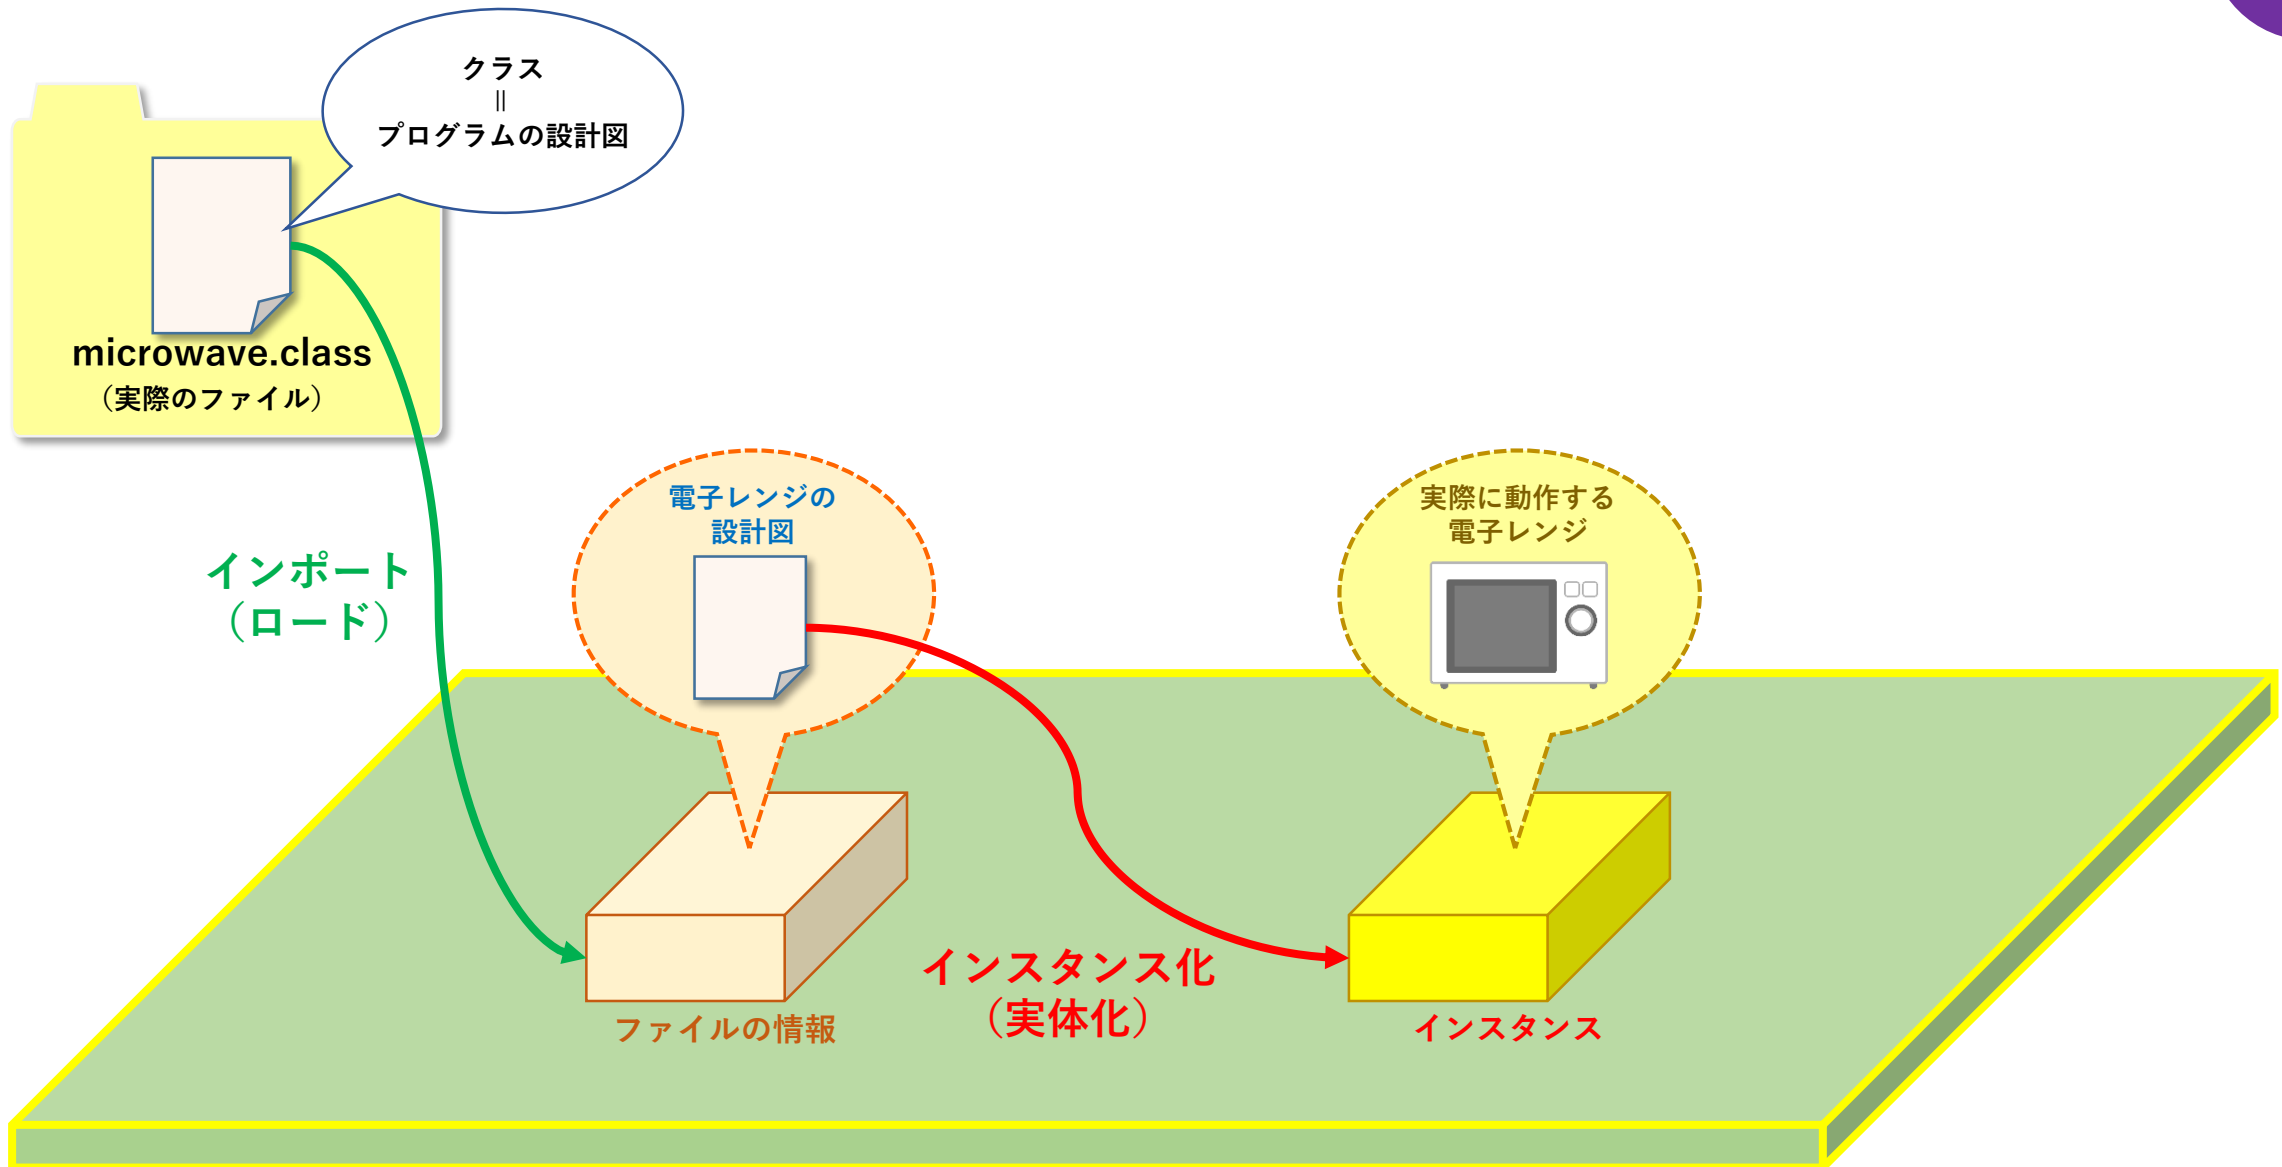 クラス
॥
プログラムの設計図
microwave.class
（実際のファイル）
電子レンジの
設計図
実際に動作する
電子レンジ
インポート
（ロード）
インスタンス化
（実体化）
ファイルの情報
インスタンス